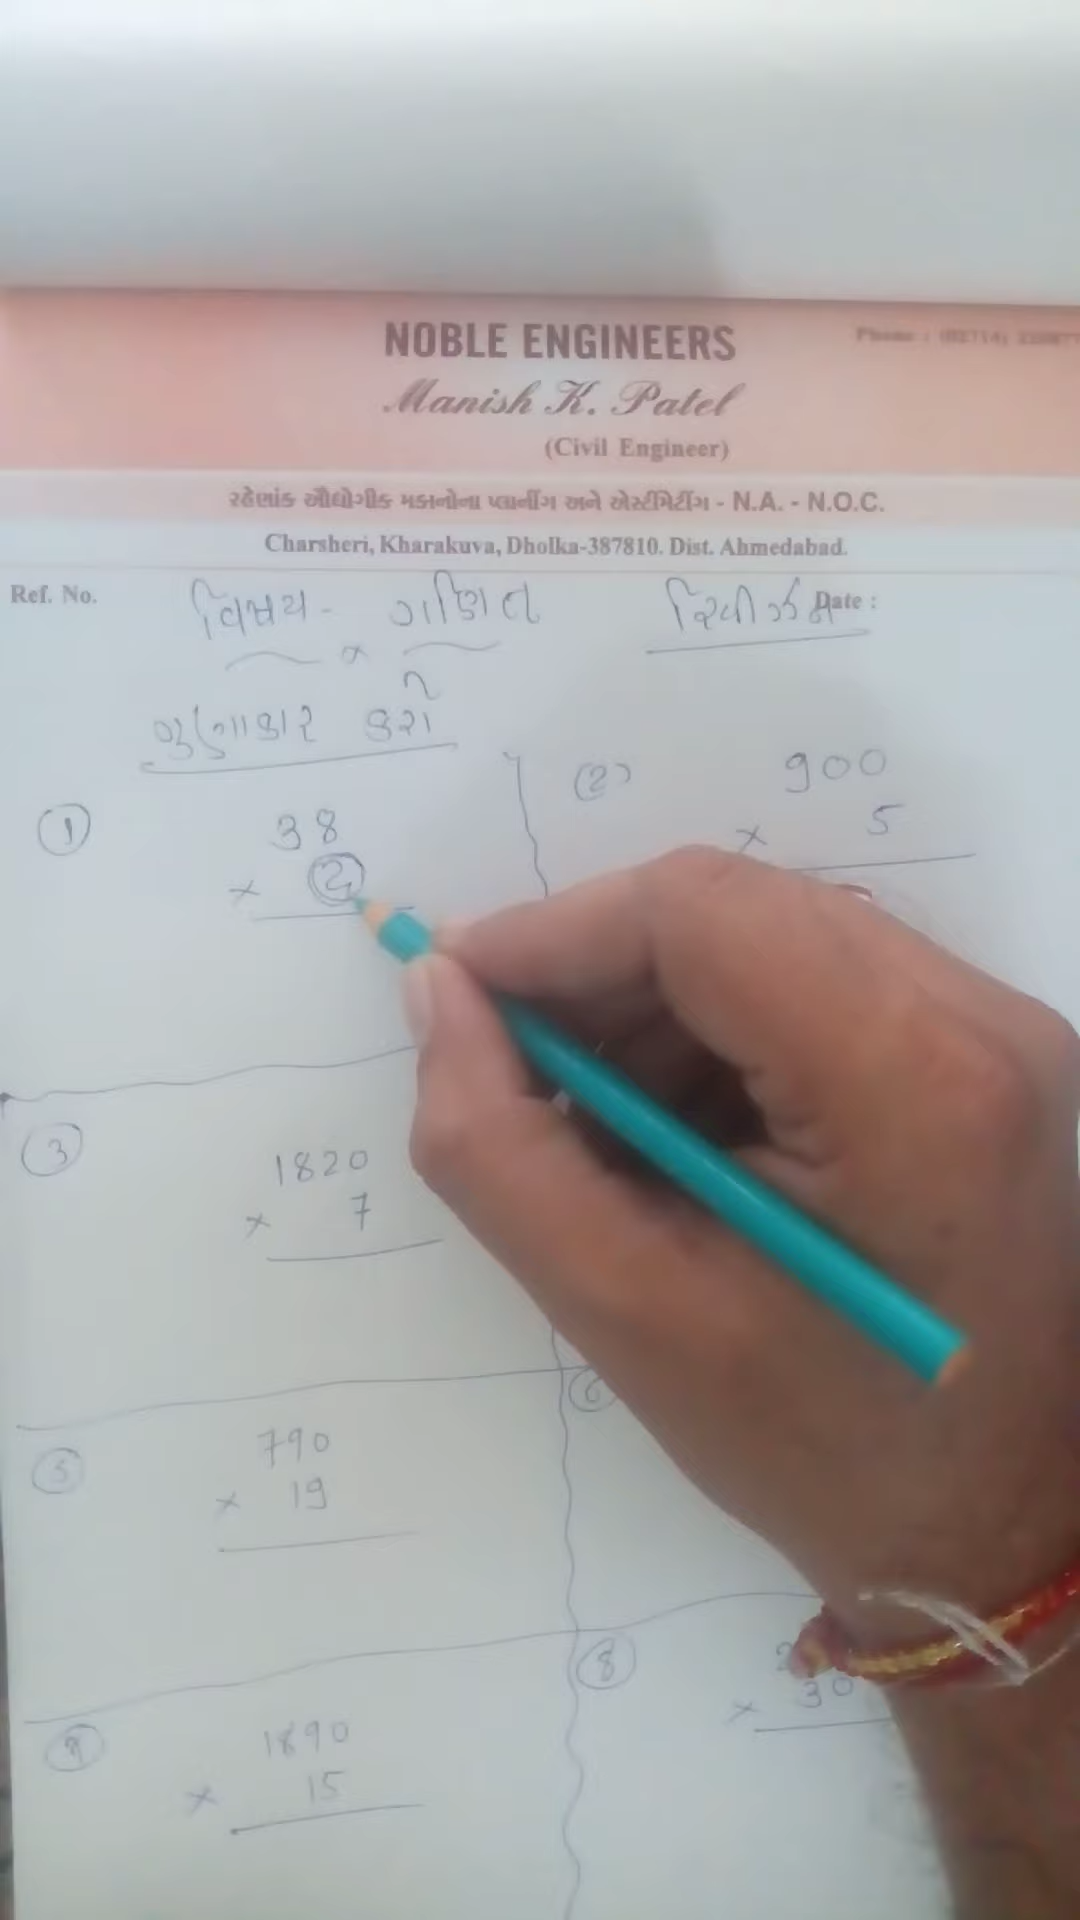 NOBLE ENGINEERS
Manish K. Patel
(Civil Engineer)
રહેણાંક ઔદ્યોગીક મકાનોના પ્લાનીંગ અને એસ્ટીમેટીંગ - N.A. - N.O.C.
Charsheri, Kharakuva, Dholka-387810. Dist. Ahmedabad.
Ref. No.
Date :
વિષય - ગણિત
રિવીઝન
ગુણાકાર કરો
(1) 38
× 2
(2) 900
× 5
(3) 1820
× 7
(5) 790
× 19
(6)
1890
× 15
(8)
× 30